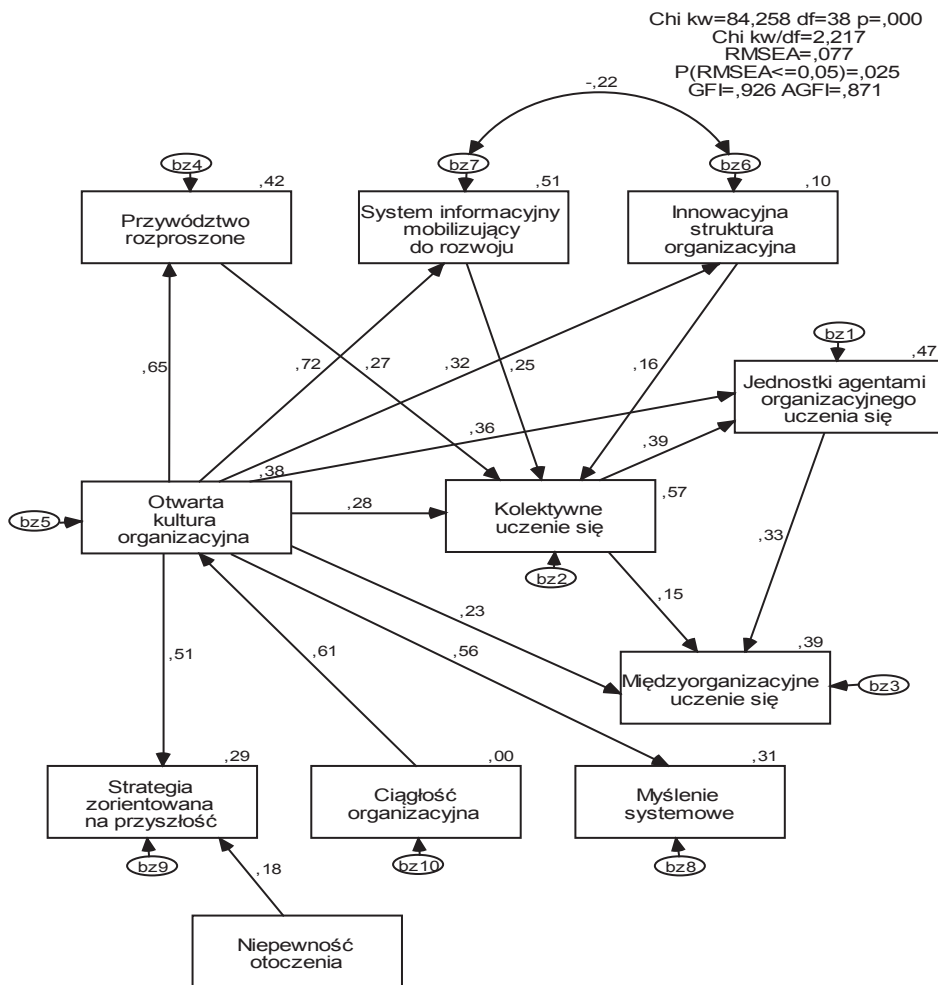 Chi kw=84,258 df=38 p=,000
Chi kw/df=2,217
RMSEA=,077
P(RMSEA<=0,05)=,025
GFI=,926 AGFI=,871
-,22
bz4
bz7
bz6
,42
,51
,10
Przywództwo
rozproszone
System informacyjny
mobilizujący
do rozwoju
Innowacyjna
struktura
organizacyjna
bz1
,47
Jednostki agentami
organizacyjnego
uczenia się
,65
,72
,27
,32
,25
,16
,36
,39
,38
Otwarta
kultura
organizacyjna
bz5
,28
,57
Kolektywne
uczenie się
bz2
,33
,15
,23
,51
,61
,56
,39
Międzyorganizacyjne
uczenie się
bz3
,29
Strategia
zorientowana
na przyszłość
,00
Ciągłość
organizacyjna
,31
Myślenie
systemowe
bz9
bz10
bz8
,18
Niepewność
otoczenia